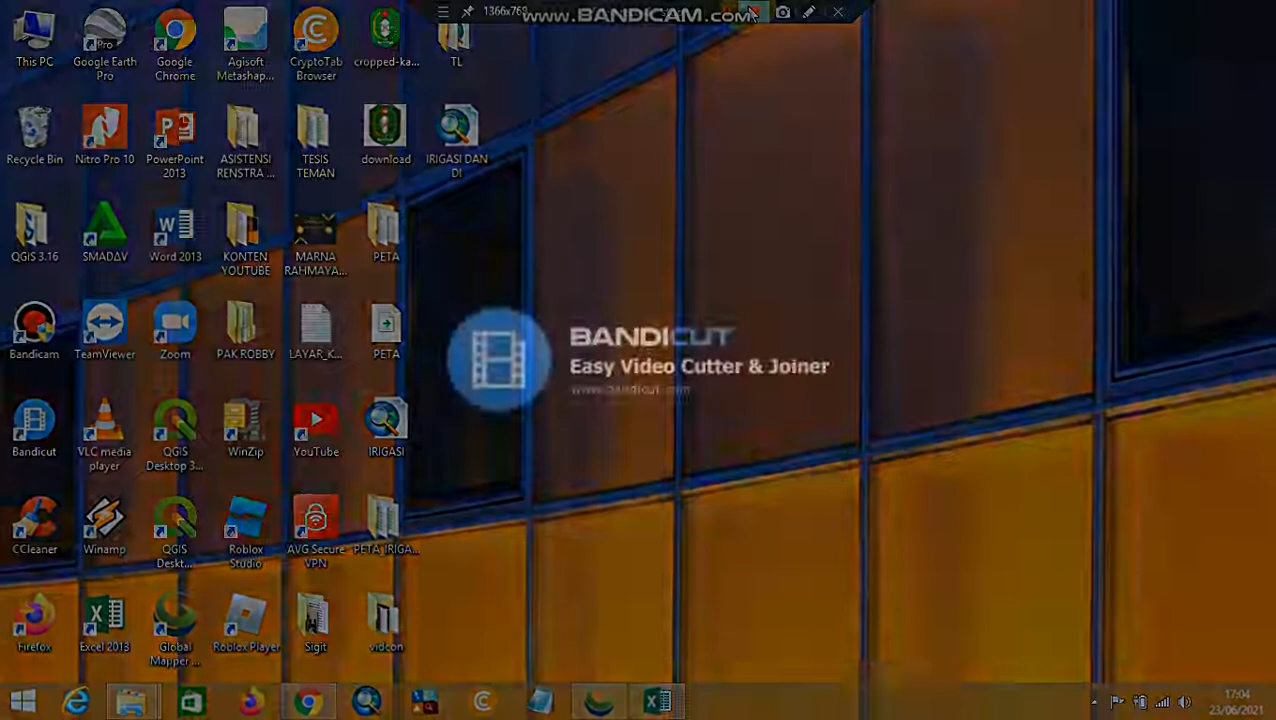 1366x768
www.BANDICAM.com
This PC
Google Earth
Pro
Google
Chrome
Agisoft
Metashap...
CryptoTab
Browser
cropped-ka...
TL
Recycle Bin
Nitro Pro 10
PowerPoint
2013
ASISTENSI
RENSTRA ...
TESIS
TEMAN
download
IRIGASI DAN
DI
QGIS 3.16
SMADΔV
Word 2013
KONTEN
YOUTUBE
MARNA
RAHMAYA...
PETA
Bandicam
TeamViewer
Zoom
PAK ROBBY
LAYAR_K...
PETA
BANDICUT
Easy Video Cutter & Joiner
www.bandicut.com
Bandicut
VLC media
player
QGIS
Desktop 3...
WinZip
YouTube
IRIGASI
CCleaner
Winamp
QGIS
Deskt...
Roblox
Studio
AVG Secure
VPN
PETA_IRIGA...
Firefox
Excel 2013
Global
Mapper ...
Roblox Player
Sigit
vidcon
17:04
23/06/2021